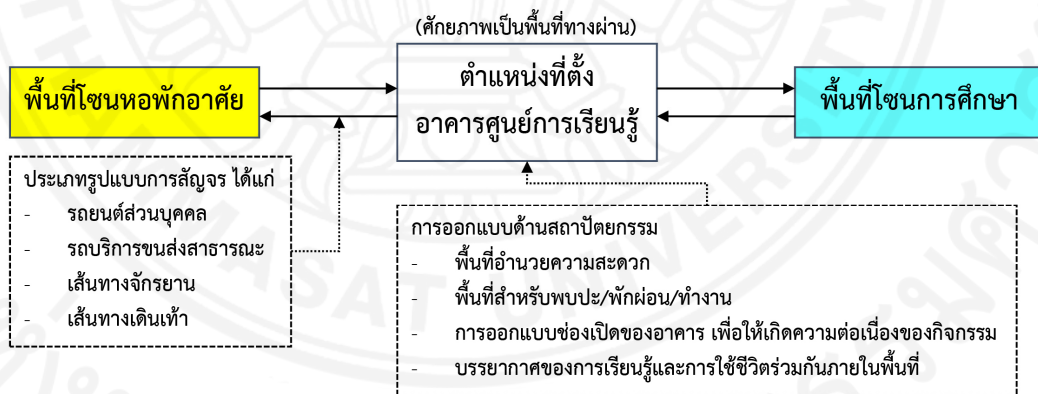 (ศักยภาพเป็นพื้นที่ทางผ่าน)
พื้นที่โซนหอพักอาศัย
ตำแหน่งที่ตั้ง
อาคารศูนย์การเรียนรู้
พื้นที่โซนการศึกษา
ประเภทรูปแบบการสัญจร ได้แก่
- รถยนต์ส่วนบุคคล
- รถบริการขนส่งสาธารณะ
- เส้นทางจักรยาน
- เส้นทางเดินเท้า
การออกแบบด้านสถาปัตยกรรม
- พื้นที่อำนวยความสะดวก
- พื้นที่สำหรับพบปะ/พักผ่อน/ทำงาน
- การออกแบบช่องเปิดของอาคาร เพื่อให้เกิดความต่อเนื่องของกิจกรรม
- บรรยากาศของการเรียนรู้และการใช้ชีวิตร่วมกันภายในพื้นที่